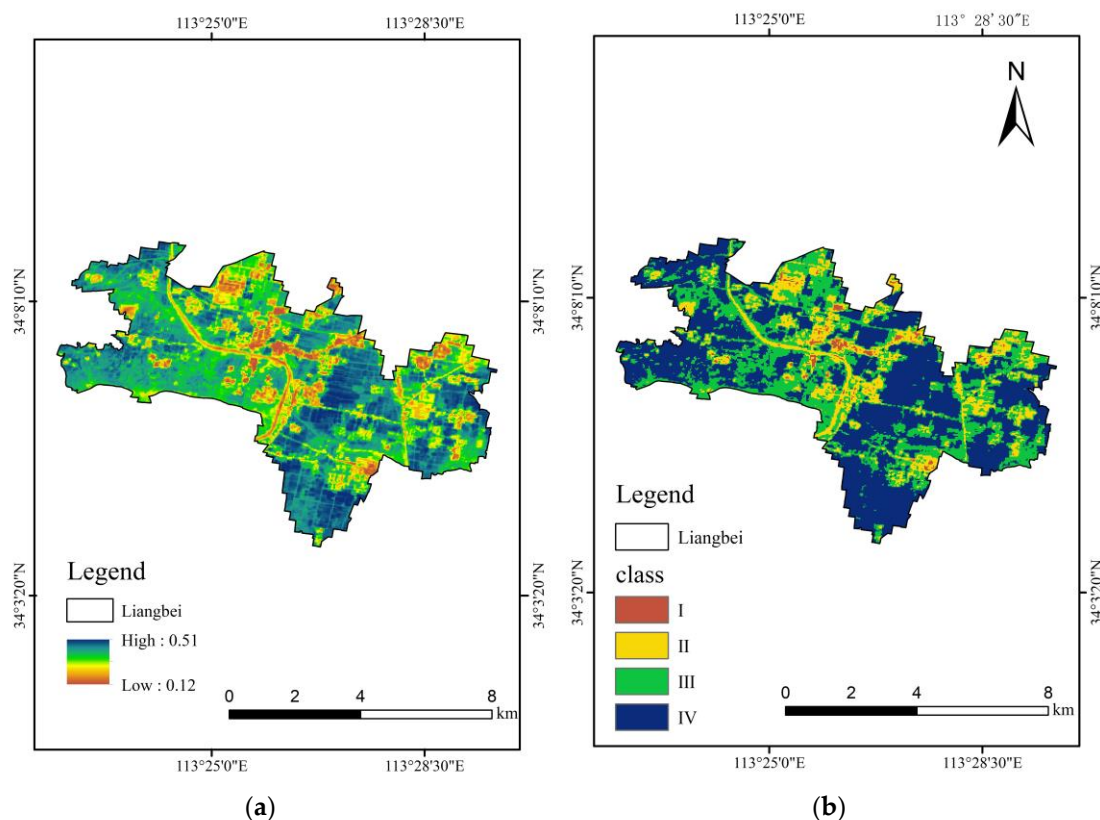 113°25'0"E
113°28'30"E
34°8'10"N
34°3'20"N
Legend
Liangbei
High : 0.51
Low : 0.12
0 4 8
km
34°8'10"N
34°3'20"N
113°25'0"E
113°28'30"E
(a)
113°25'0"E
113° 28'30"E
N
34°8'10"N
34°3'20"N
Legend
Liangbei
class
I
II
III
IV
0 2 4 8
km
34°8'10"N
34°3'20"N
113°25'0"E
113°28'30"E
(b)